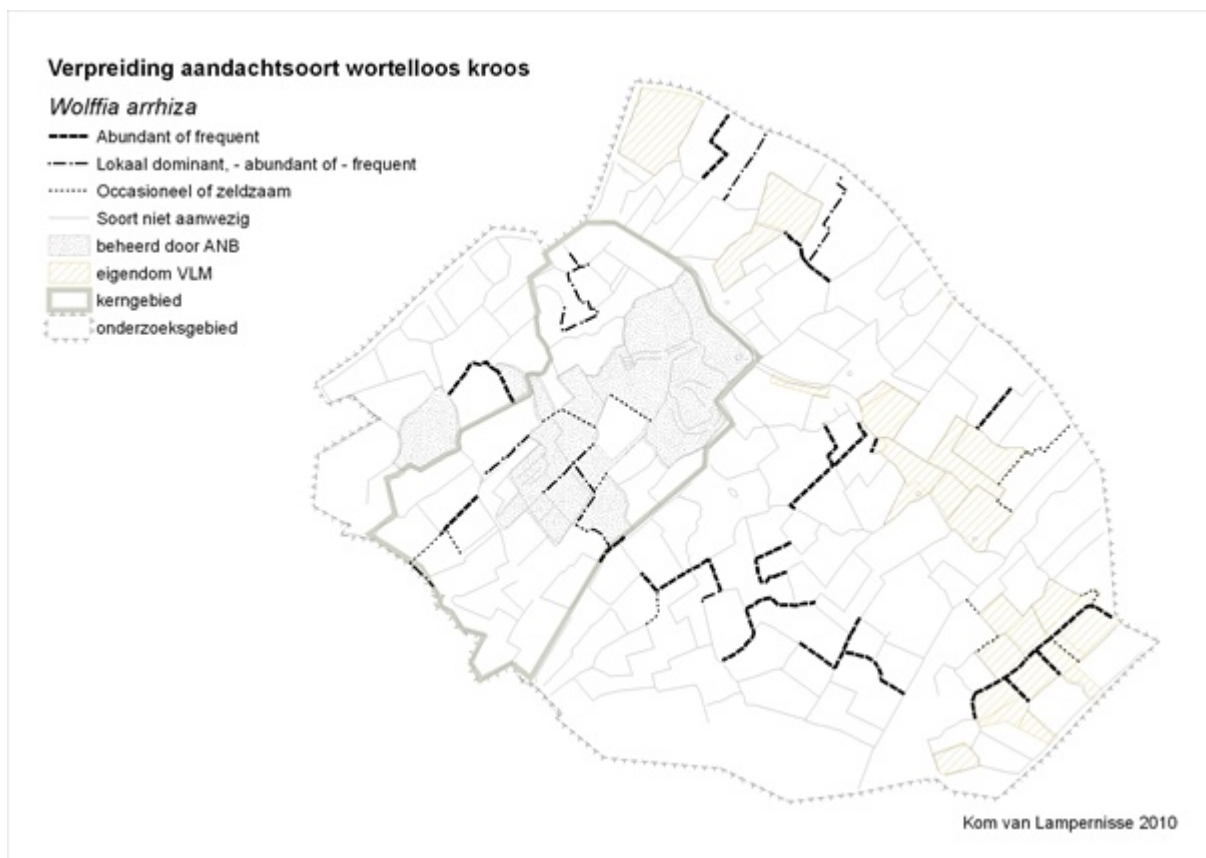 Verpreiding aandachtsoort wortelloos kroos
Wolffia arrhiza
Abundant of frequent
Lokaal dominant, - abundant of - frequent
Occasioneel of zeldzaam
Soort niet aanwezig
beheerd door ANB
eigendom VLM
kerngebied
onderzoeksgebied
Kom van Lampernisse 2010